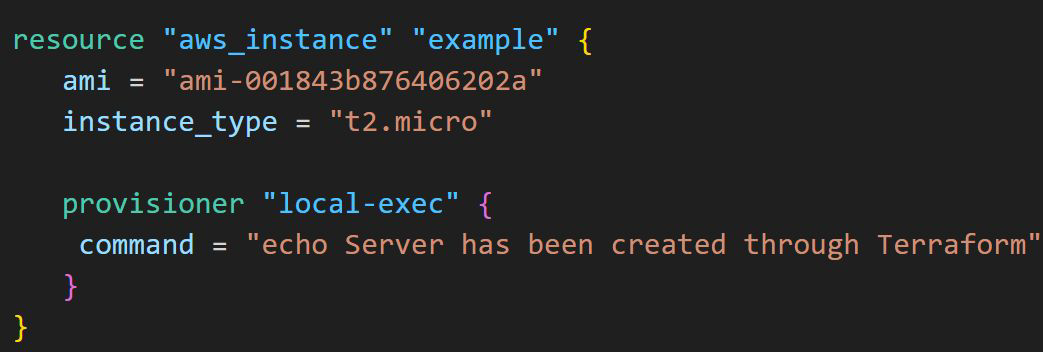 resource "aws_instance" "example" {
   ami = "ami-001843b876406202a"
   instance_type = "t2.micro"

   provisioner "local-exec" {
    command = "echo Server has been created through Terraform"
   }
}